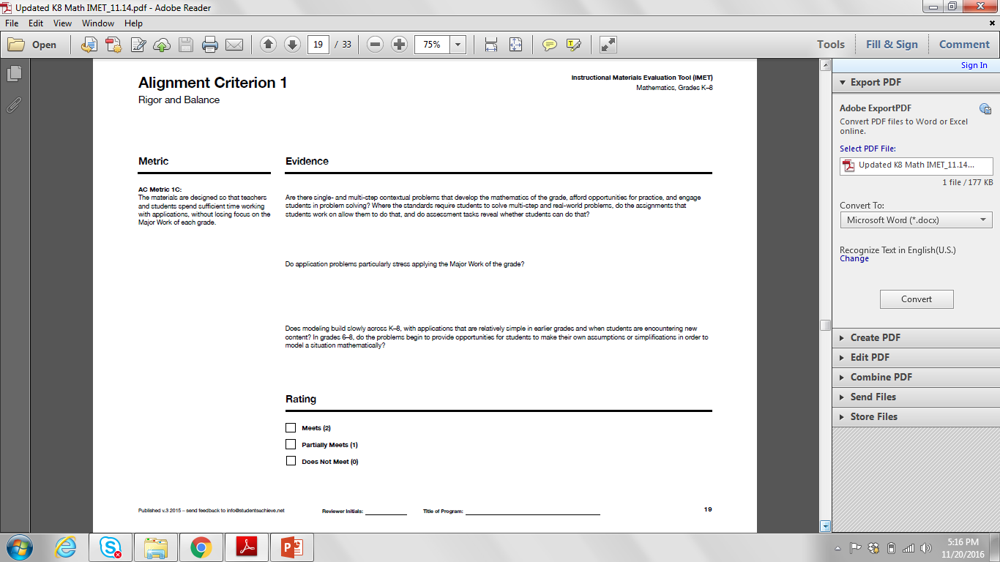 Updated K8 Math IMET_11.14.pdf - Adobe Reader
File Edit View Window Help
Open 19 / 33 75% Tools Fill & Sign Comment
Sign In
Alignment Criterion 1
Rigor and Balance
Instructional Materials Evaluation Tool (IMET)
Mathematics, Grades K–8
Metric
AC Metric 1C:
The materials are designed so that teachers
and students spend sufficient time working
with applications, without losing focus on the
Major Work of each grade.
Evidence
Are there single- and multi-step contextual problems that develop the mathematics of the grade, afford opportunities for practice, and engage
students in problem solving? Where the standards require students to solve multi-step and real-world problems, do the assignments that
students work on allow them to do that, and do assessment tasks reveal whether students can do that?
Do application problems particularly stress applying the Major Work of the grade?
Does modeling build slowly across K–8, with applications that are relatively simple in earlier grades and when students are encountering new
content? In grades 6–8, do the problems begin to provide opportunities for students to make their own assumptions or simplifications in order to
model a situation mathematically?
Rating
Meets (2)
Partially Meets (1)
Does Not Meet (0)
Published v.3 2015 – send feedback to info@studentsachieve.net
Reviewer Initials:
Title of Program:
19
Export PDF
Adobe ExportPDF
Convert PDF files to Word or Excel
online.
Select PDF File:
Updated K8 Math IMET_11.14...
1 file / 177 KB
Convert To:
Microsoft Word (*.docx)
Recognize Text in English(U.S.)
Change
Convert
Create PDF
Edit PDF
Combine PDF
Send Files
Store Files
5:16 PM
11/20/2016